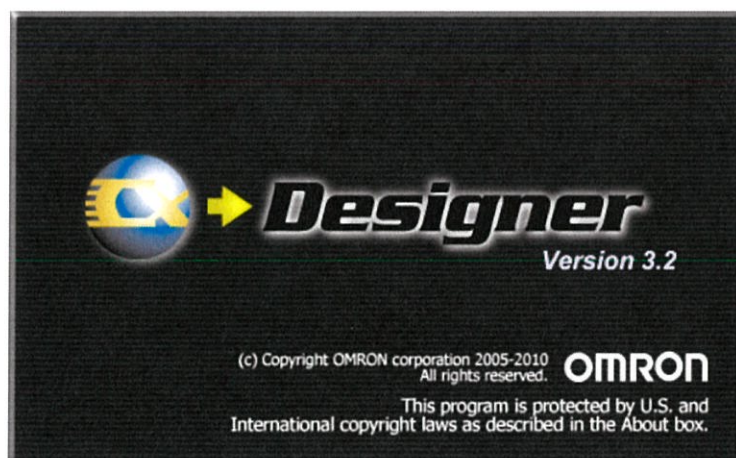 Cx Designer
Version 3.2
(c) Copyright OMRON corporation 2005-2010
All rights reserved.
OMRON
This program is protected by U.S. and
International copyright laws as described in the About box.